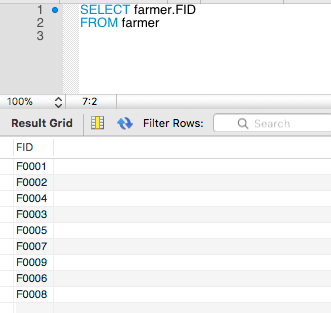 1 SELECT farmer.FID
2 FROM farmer
3
100% 7:2
Result Grid Filter Rows: Search
FID
F0001
F0002
F0004
F0003
F0005
F0007
F0009
F0006
F0008